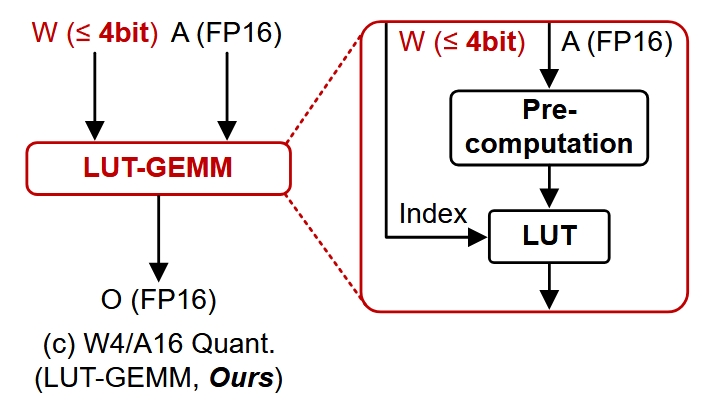 W (≤ 4bit) A (FP16)
LUT-GEMM
O (FP16)
(c) W4/A16 Quant.
(LUT-GEMM, Ours)
W (≤ 4bit) A (FP16)
Pre-
computation
Index
LUT